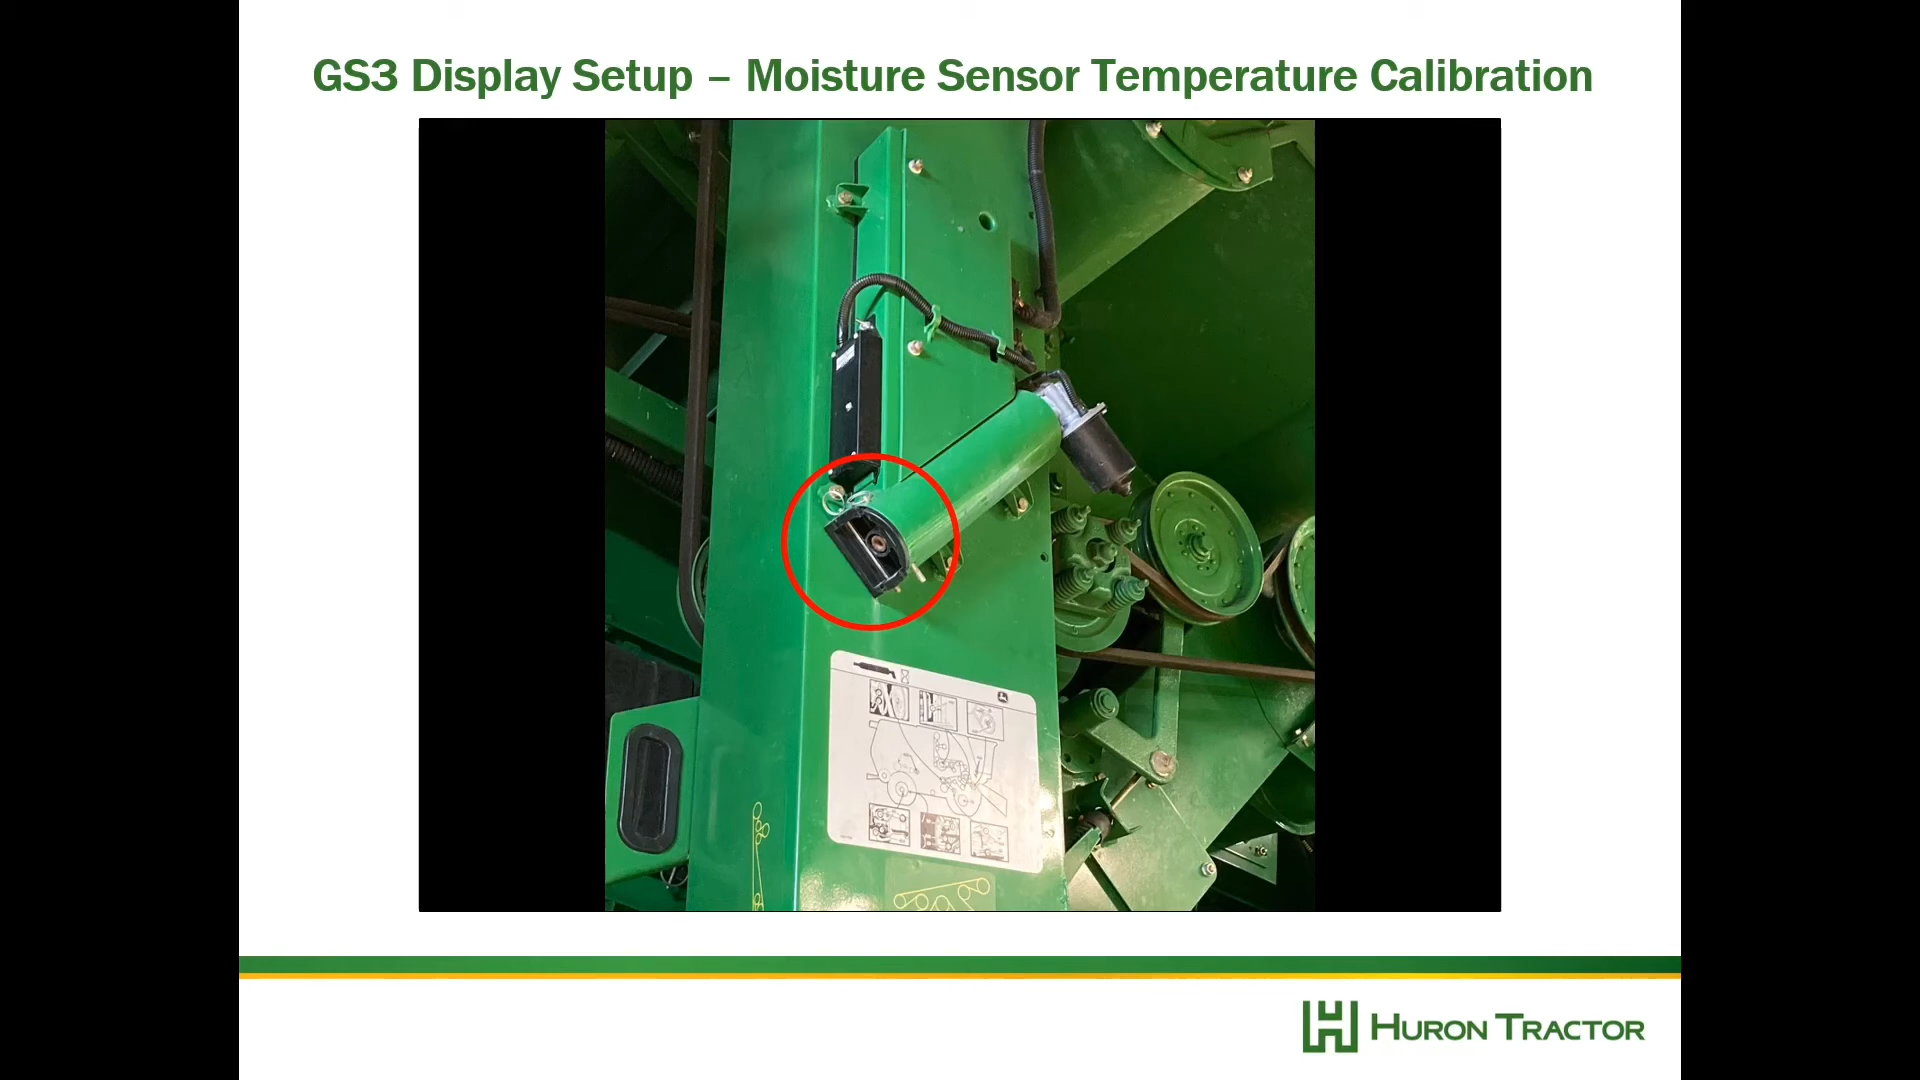 GS3 Display Setup – Moisture Sensor Temperature Calibration
HURON TRACTOR